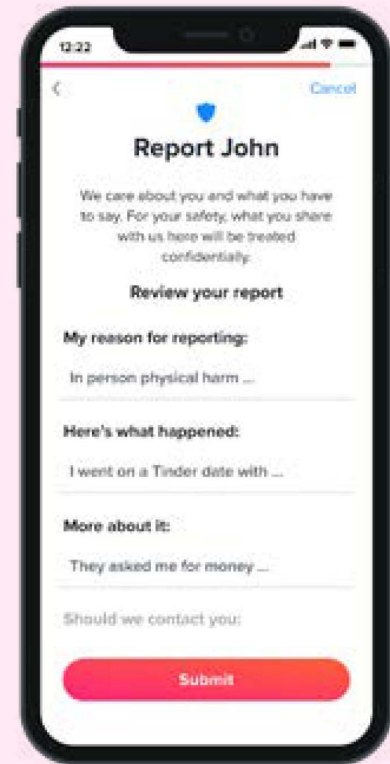 12:22
Cancel
Report John
We care about you and what you have
to say. For your safety, what you share
with us here will be treated
confidentially.
Review your report
My reason for reporting:
In person physical harm ...
Here's what happened:
I went on a Tinder date with ...
More about it:
They asked me for money ...
Should we contact you:
Submit